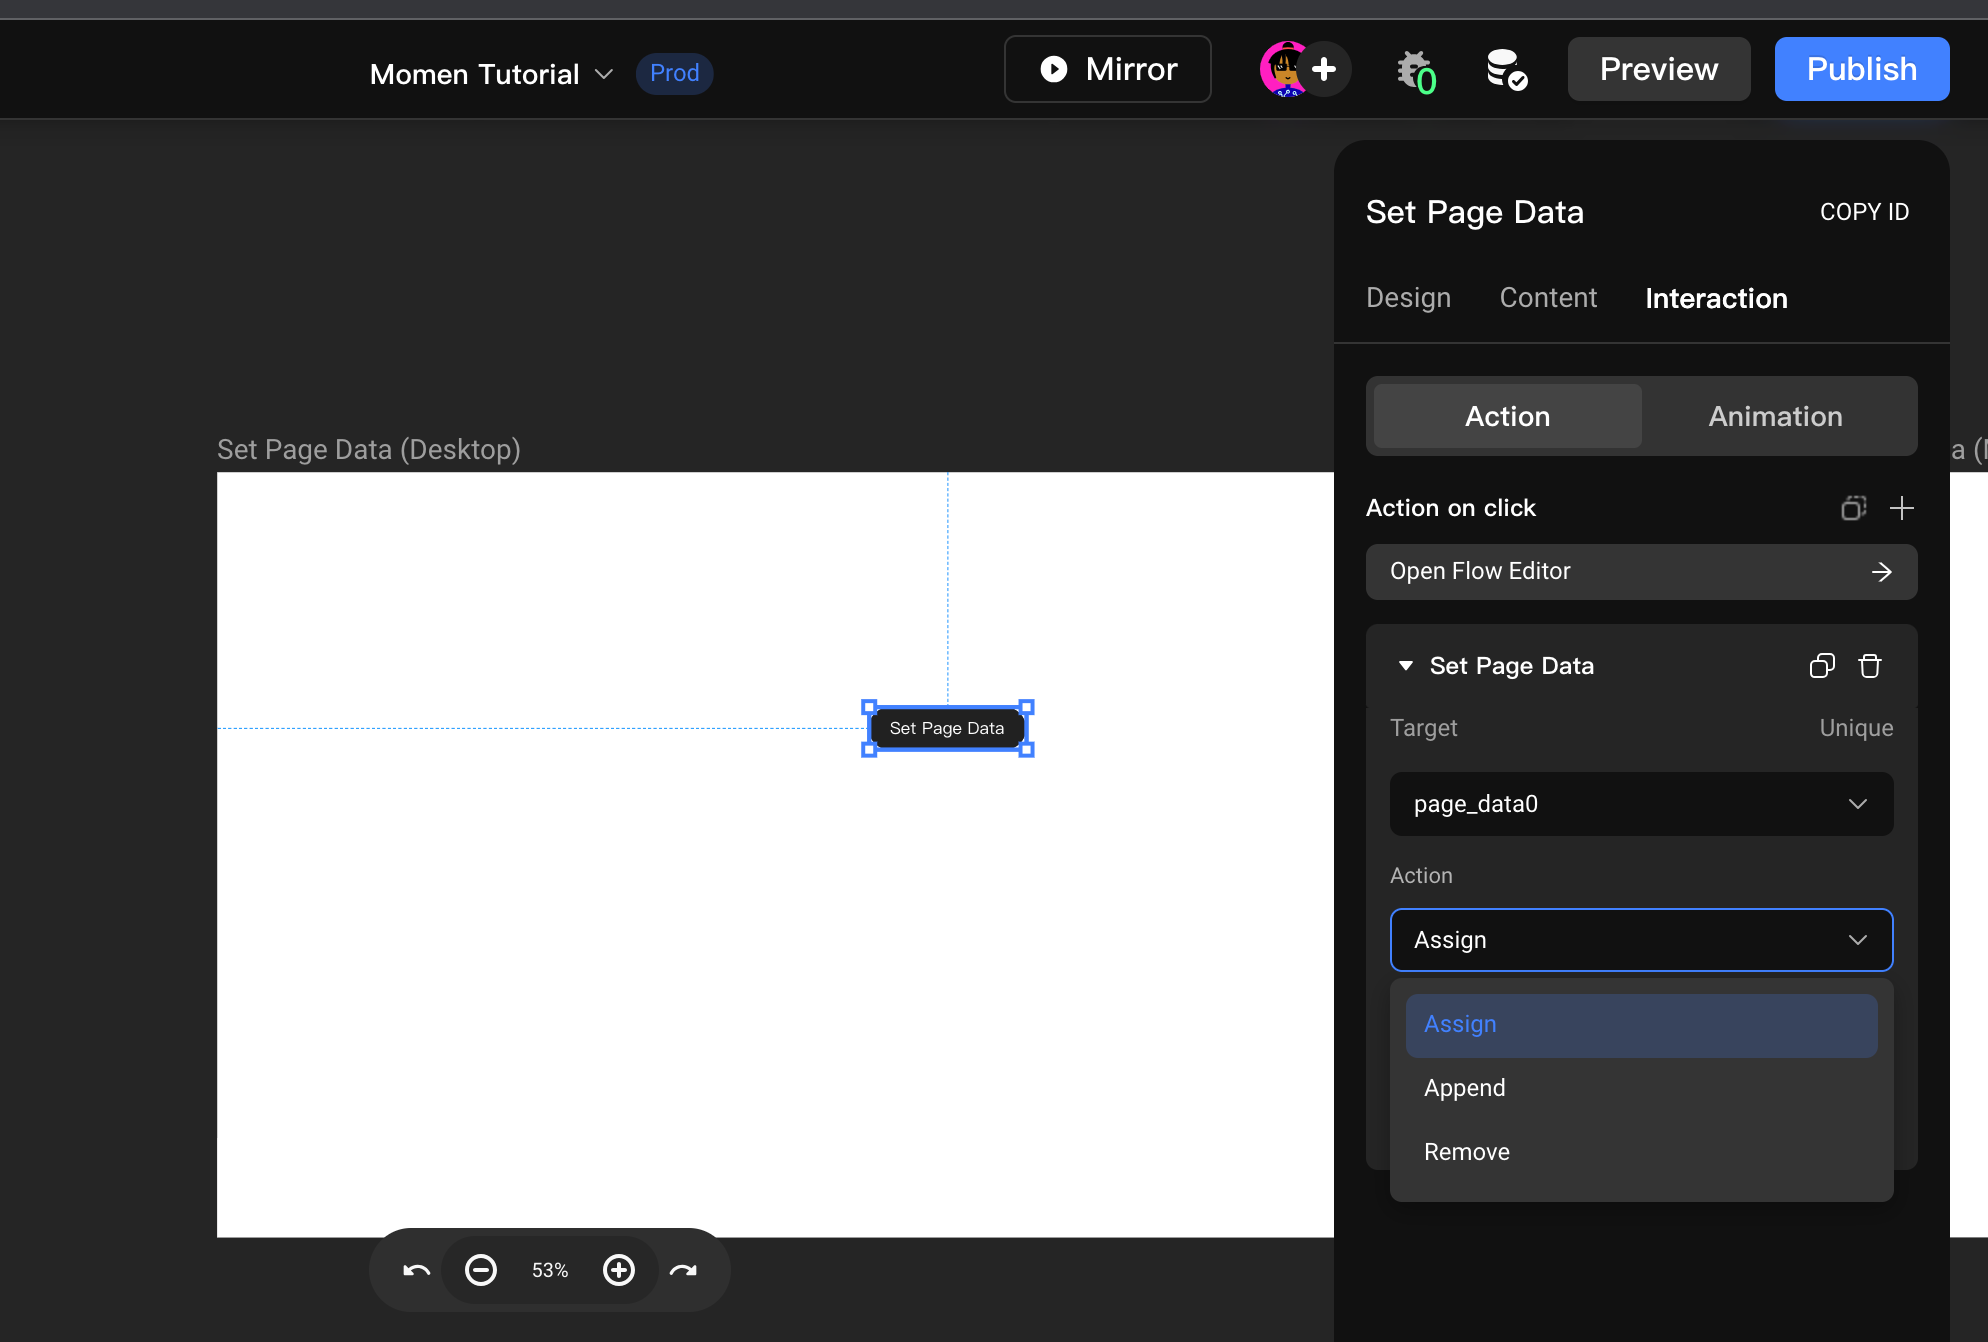 Momen Tutorial
Prod
Mirror
0
Preview
Publish
Set Page Data
COPY ID
Design
Content
Interaction
Action
Animation
Set Page Data (Desktop)
Action on click
Open Flow Editor
Set Page Data
Target
Unique
Set Page Data
page_data0
Action
Assign
Assign
Append
Remove
53%